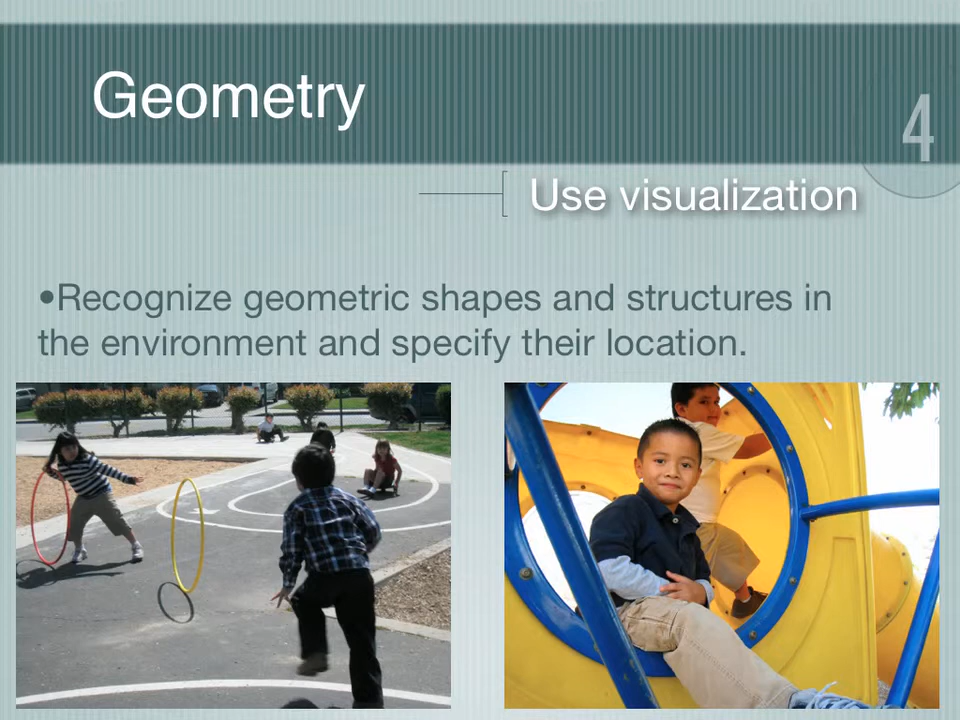 Geometry
4
Use visualization
•Recognize geometric shapes and structures in
the environment and specify their location.